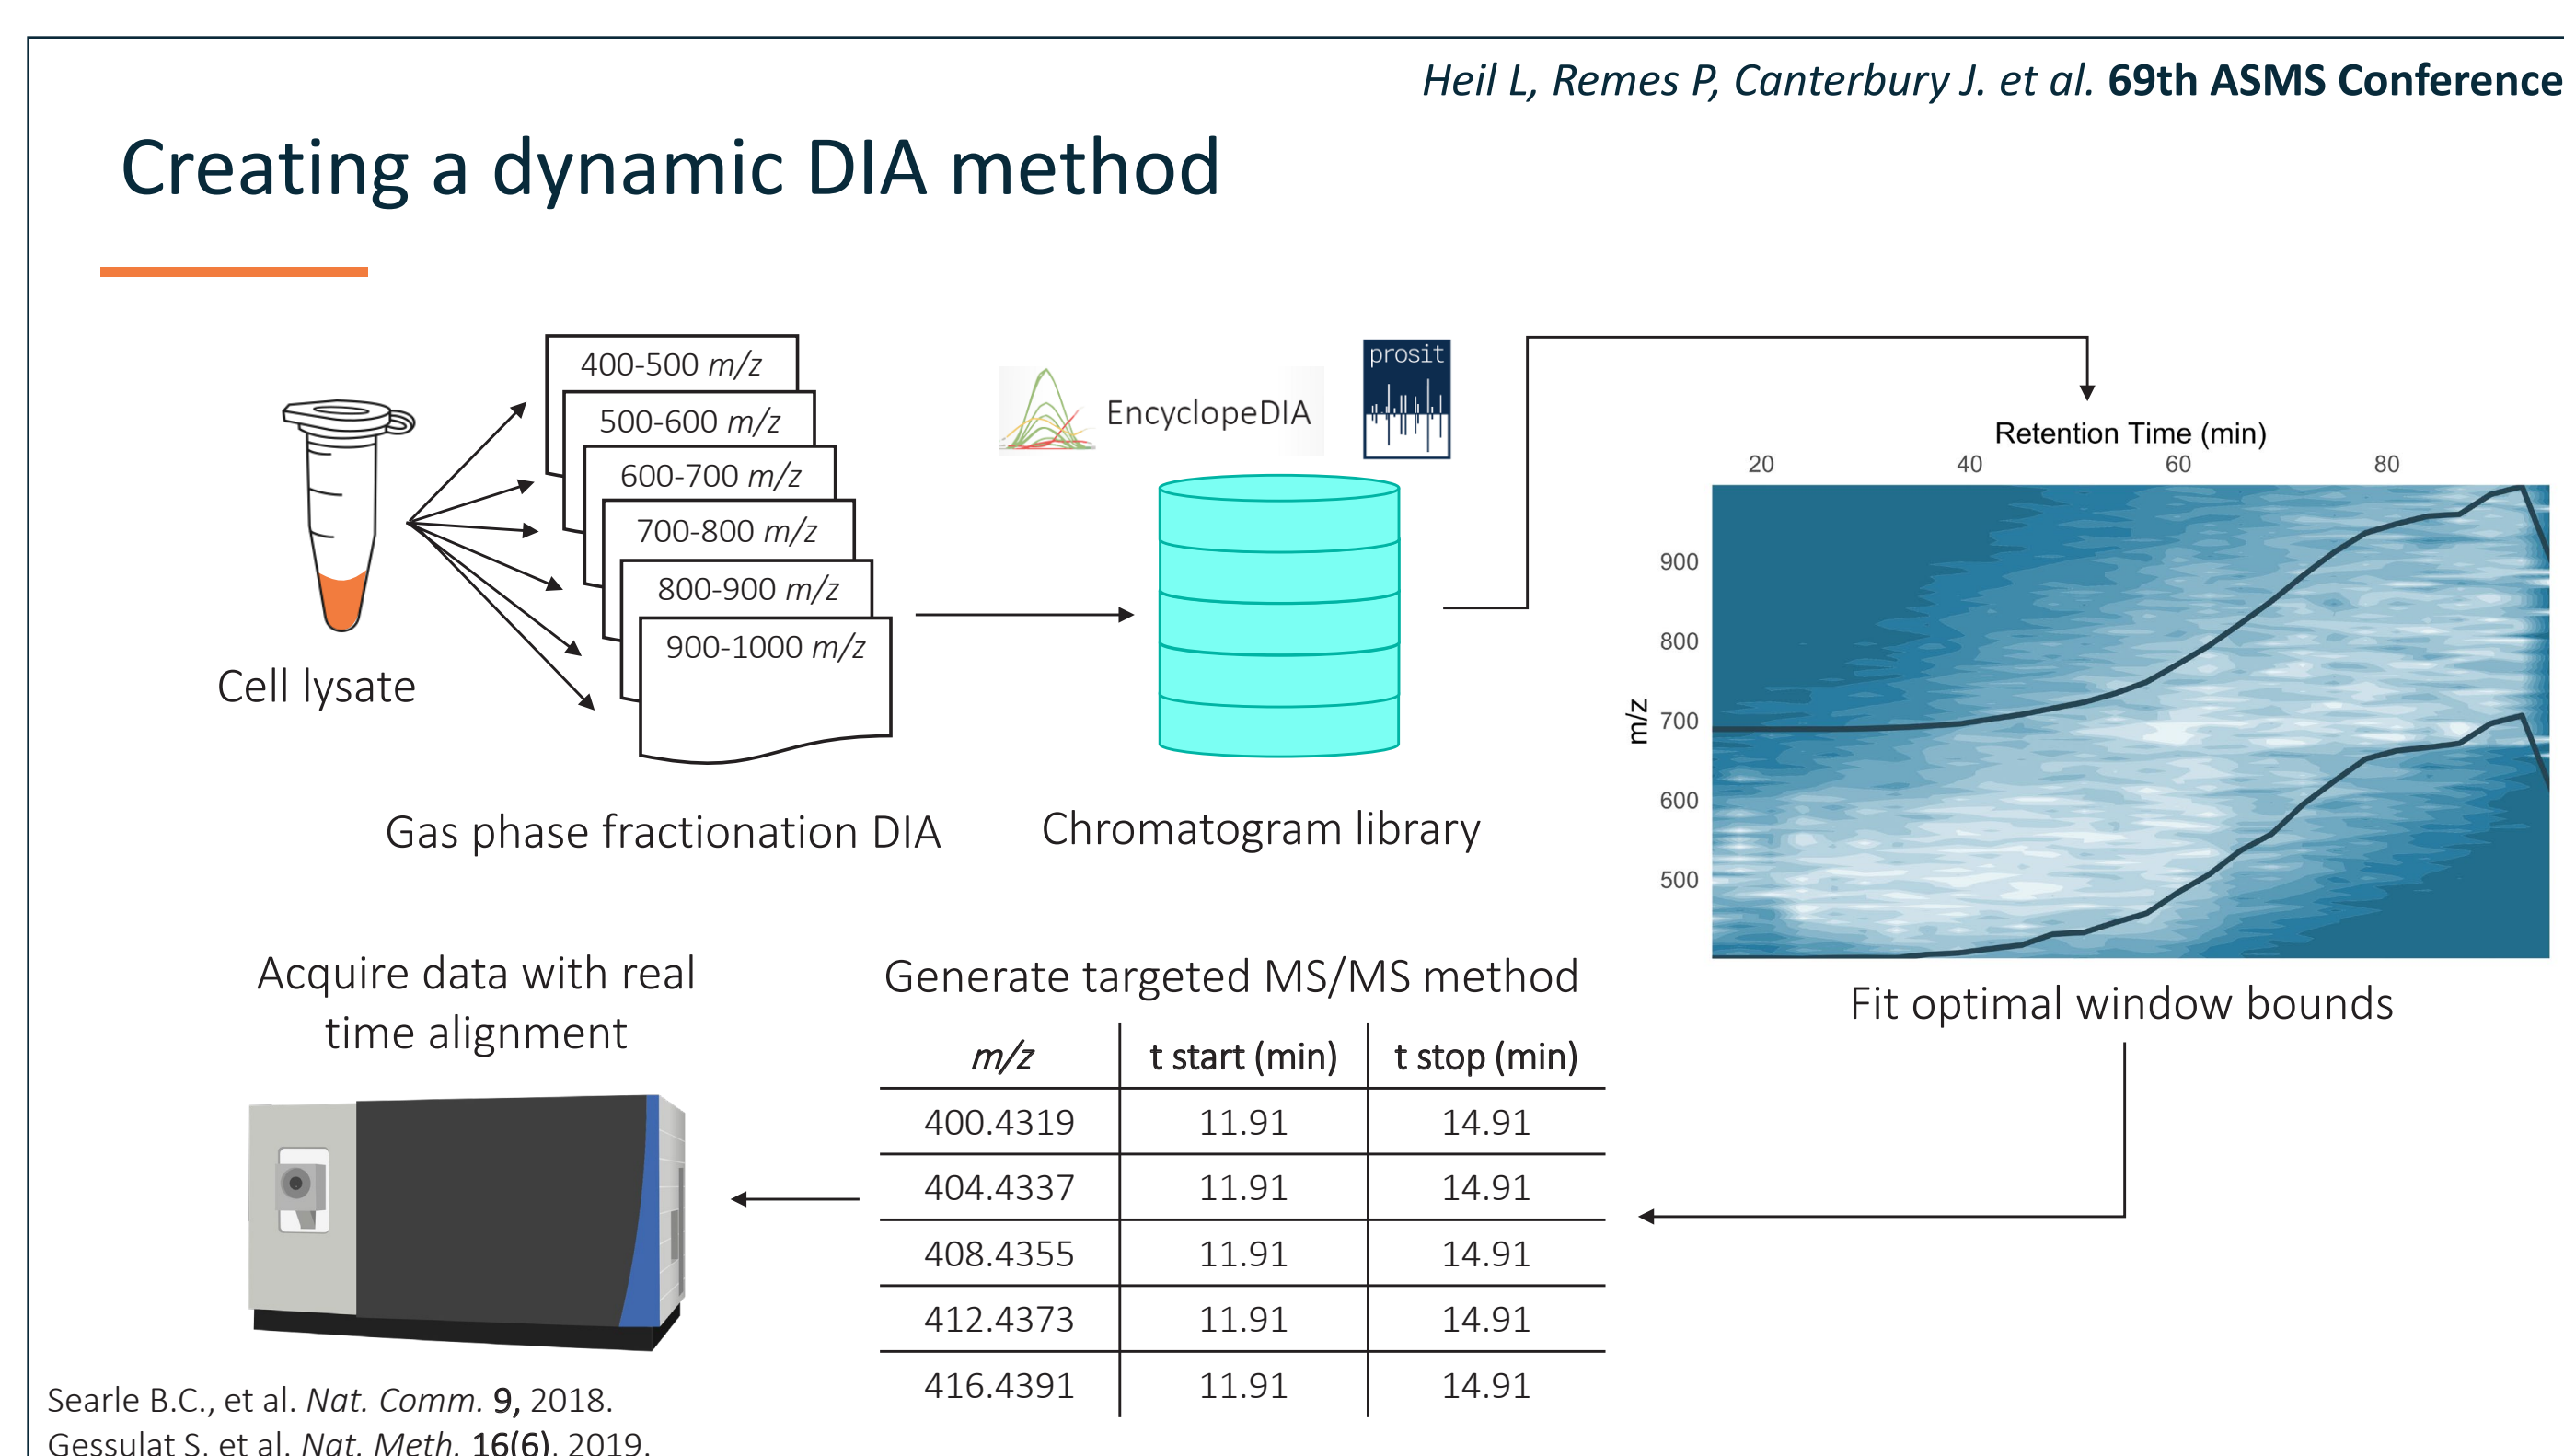 Heil L, Remes P, Canterbury J. et al. 69th ASMS Conference
Creating a dynamic DIA method
400-500 m/z
500-600 m/z
600-700 m/z
700-800 m/z
800-900 m/z
900-1000 m/z
Cell lysate
Gas phase fractionation DIA
EncyclopeDIA
prosit
Chromatogram library
Retention Time (min)
20 40 60 80
m/z
900
800
700
600
500
Fit optimal window bounds
Generate targeted MS/MS method
m/z t start (min) t stop (min)
400.4319 11.91 14.91
404.4337 11.91 14.91
408.4355 11.91 14.91
412.4373 11.91 14.91
416.4391 11.91 14.91
Acquire data with real
time alignment
Searle B.C., et al. Nat. Comm. 9, 2018.
Gessulat S. et al. Nat. Meth. 16(6), 2019.